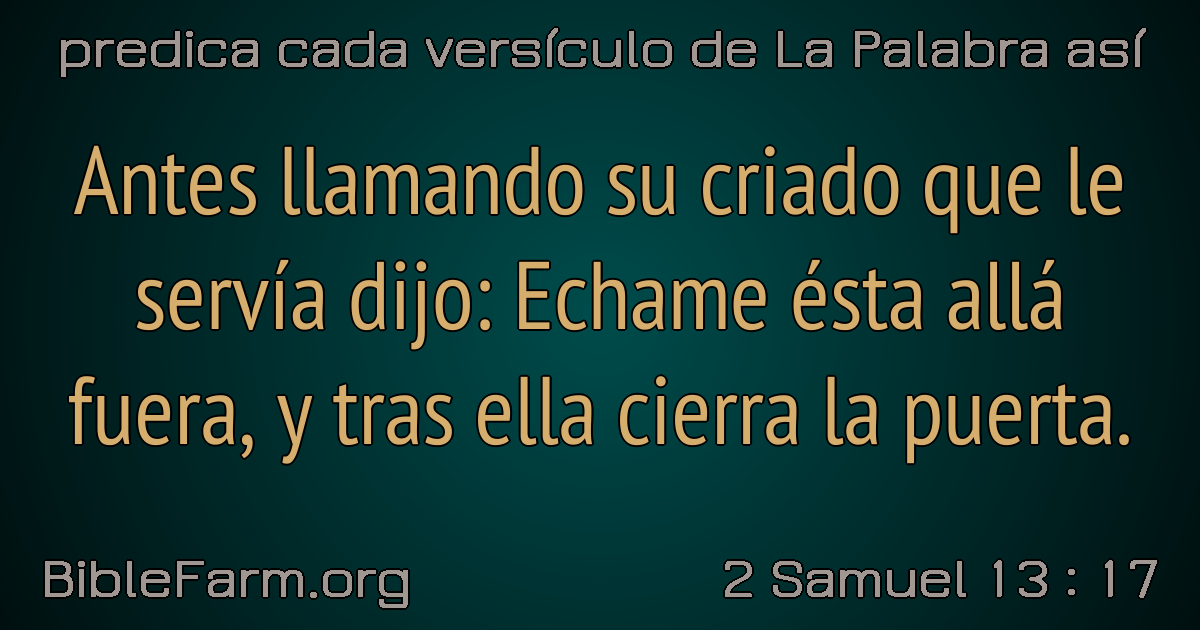 predica cada versículo de La Palabra así
Antes llamando su criado que le
servía dijo: Echame ésta allá
fuera, y tras ella cierra la puerta.
BibleFarm.org
2 Samuel 13 : 17